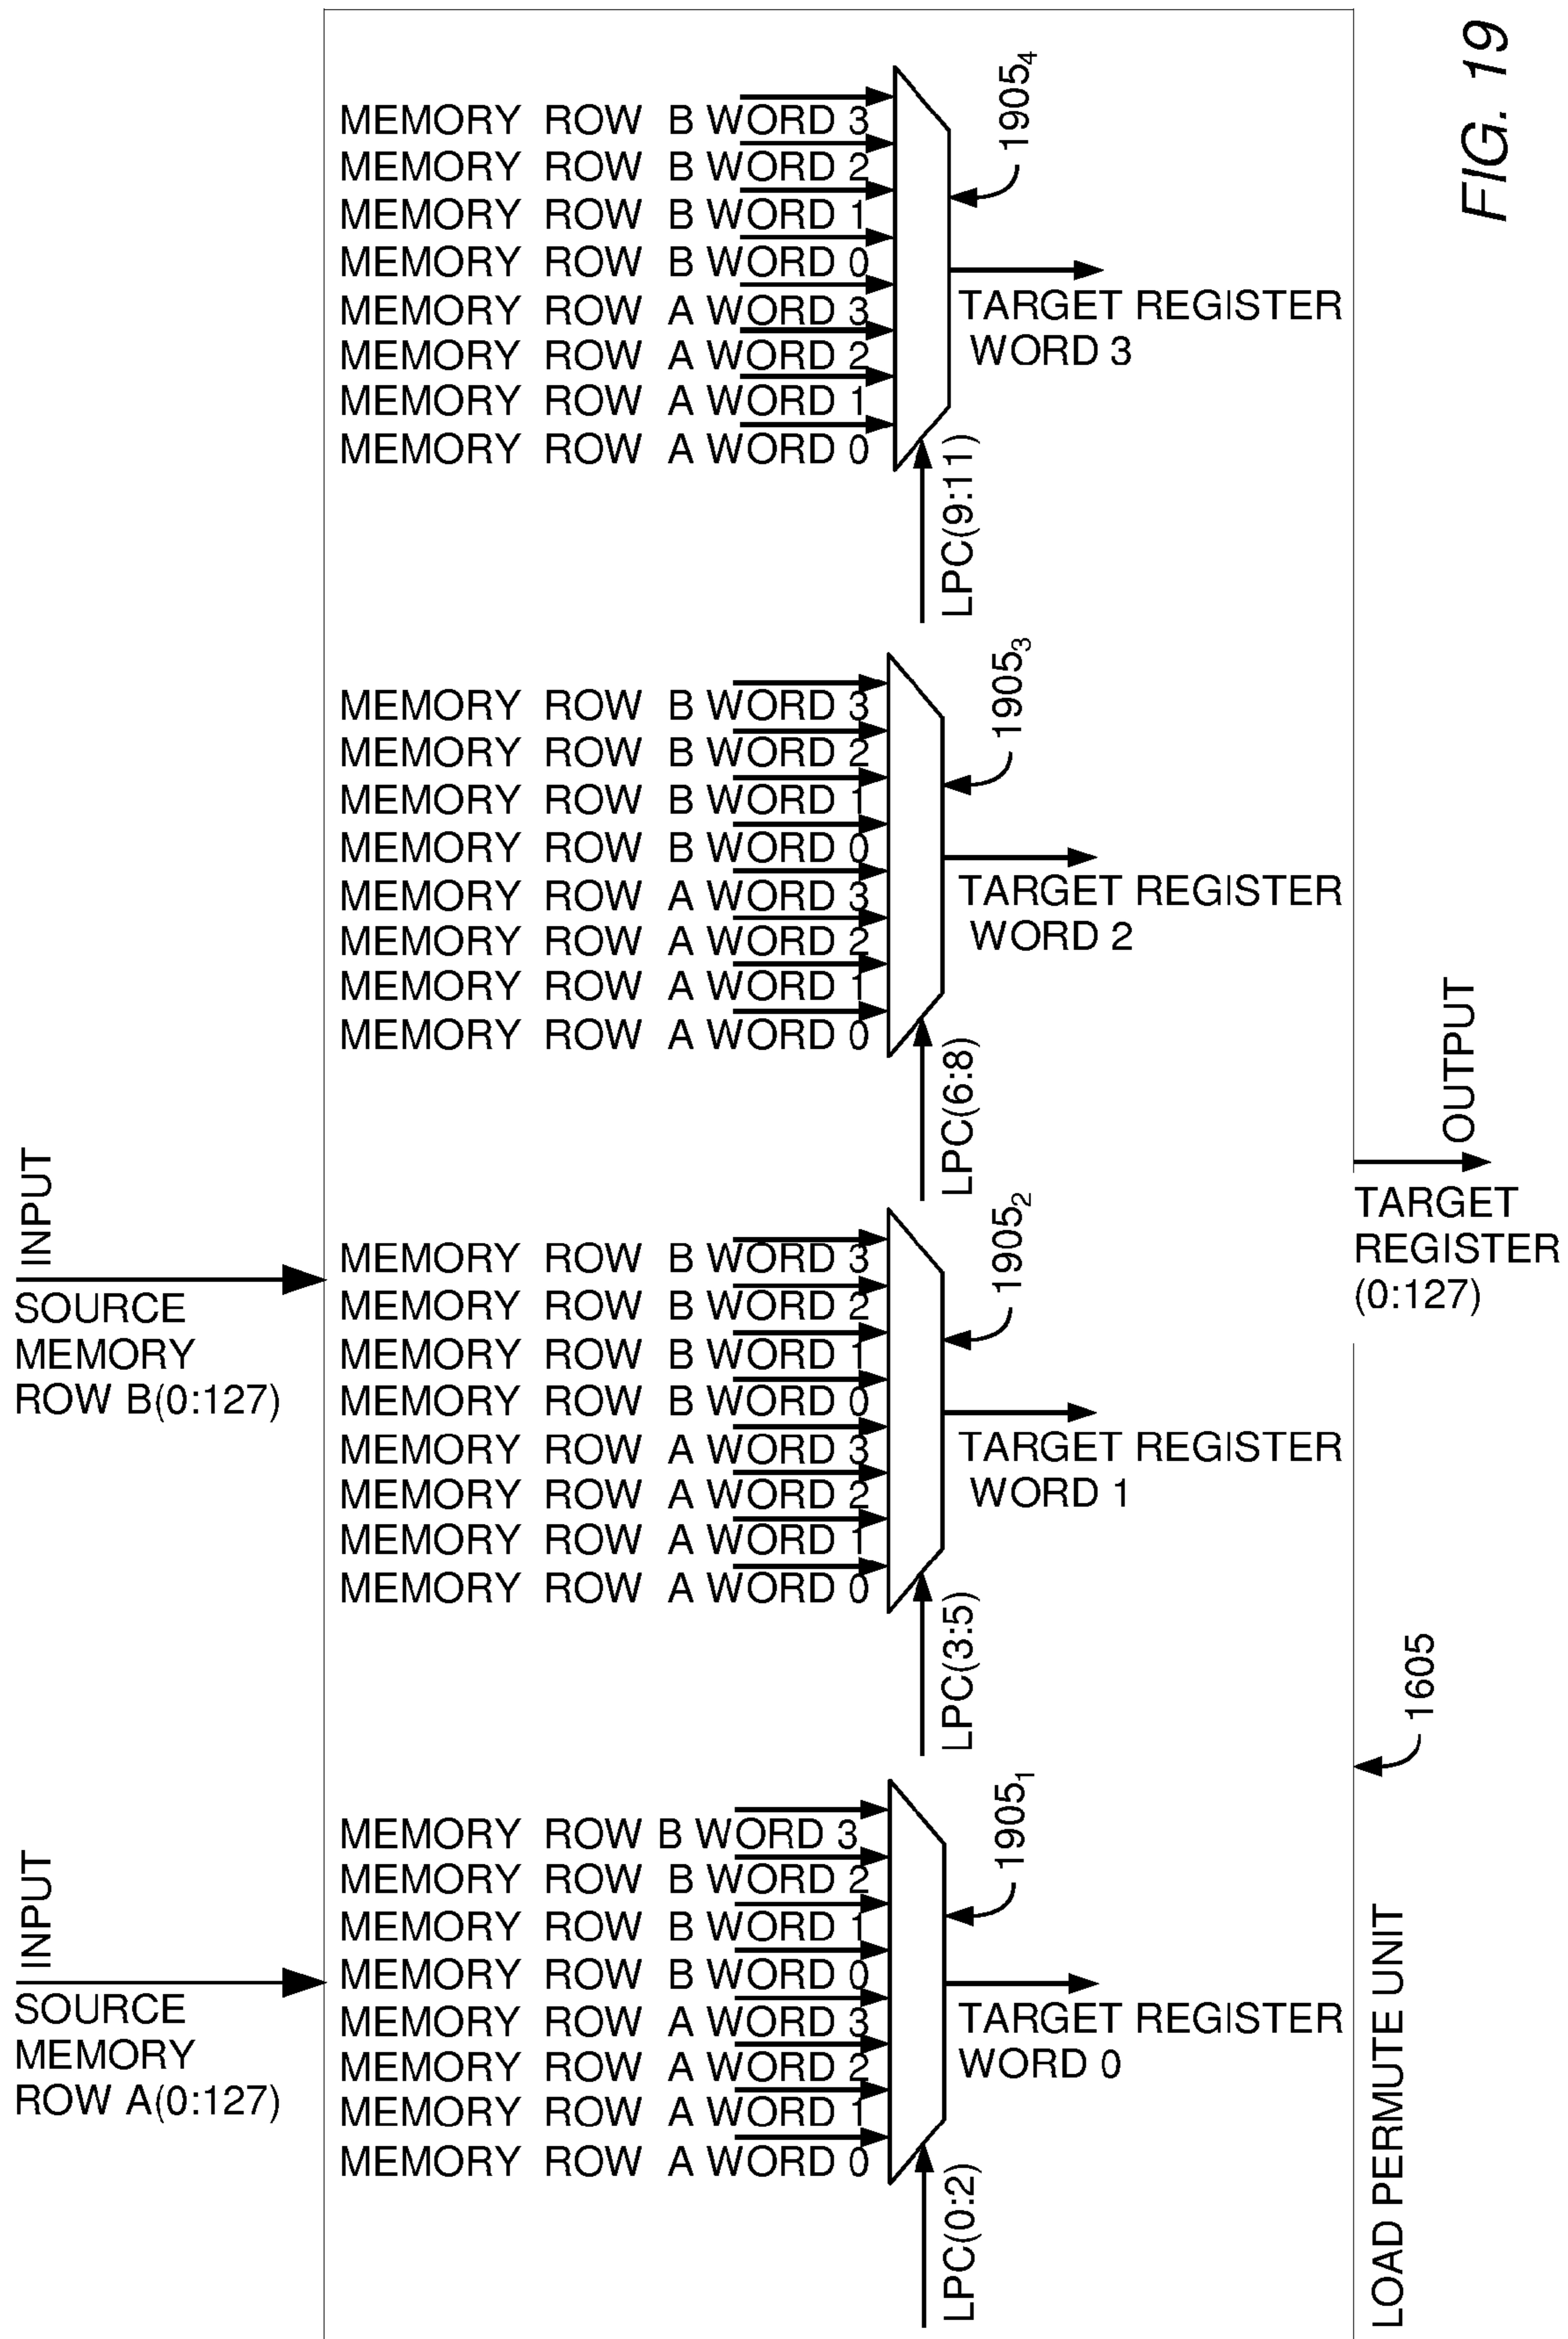 INPUT
SOURCE
MEMORY
ROW A(0:127)
INPUT
SOURCE
MEMORY
ROW B(0:127)
MEMORY ROW B WORD 3
MEMORY ROW B WORD 2
MEMORY ROW B WORD 1
MEMORY ROW B WORD 0
MEMORY ROW A WORD 3
MEMORY ROW A WORD 2
MEMORY ROW A WORD 1
MEMORY ROW A WORD 0
LPC(0:2)
1905₁
TARGET REGISTER
WORD 0
MEMORY ROW B WORD 3
MEMORY ROW B WORD 2
MEMORY ROW B WORD 1
MEMORY ROW B WORD 0
MEMORY ROW A WORD 3
MEMORY ROW A WORD 2
MEMORY ROW A WORD 1
MEMORY ROW A WORD 0
LPC(3:5)
1905₂
TARGET REGISTER
WORD 1
MEMORY ROW B WORD 3
MEMORY ROW B WORD 2
MEMORY ROW B WORD 1
MEMORY ROW B WORD 0
MEMORY ROW A WORD 3
MEMORY ROW A WORD 2
MEMORY ROW A WORD 1
MEMORY ROW A WORD 0
LPC(6:8)
1905₃
TARGET REGISTER
WORD 2
MEMORY ROW B WORD 3
MEMORY ROW B WORD 2
MEMORY ROW B WORD 1
MEMORY ROW B WORD 0
MEMORY ROW A WORD 3
MEMORY ROW A WORD 2
MEMORY ROW A WORD 1
MEMORY ROW A WORD 0
LPC(9:11)
1905₄
TARGET REGISTER
WORD 3
LOAD PERMUTE UNIT
1605
OUTPUT
TARGET
REGISTER
(0:127)
FIG. 19